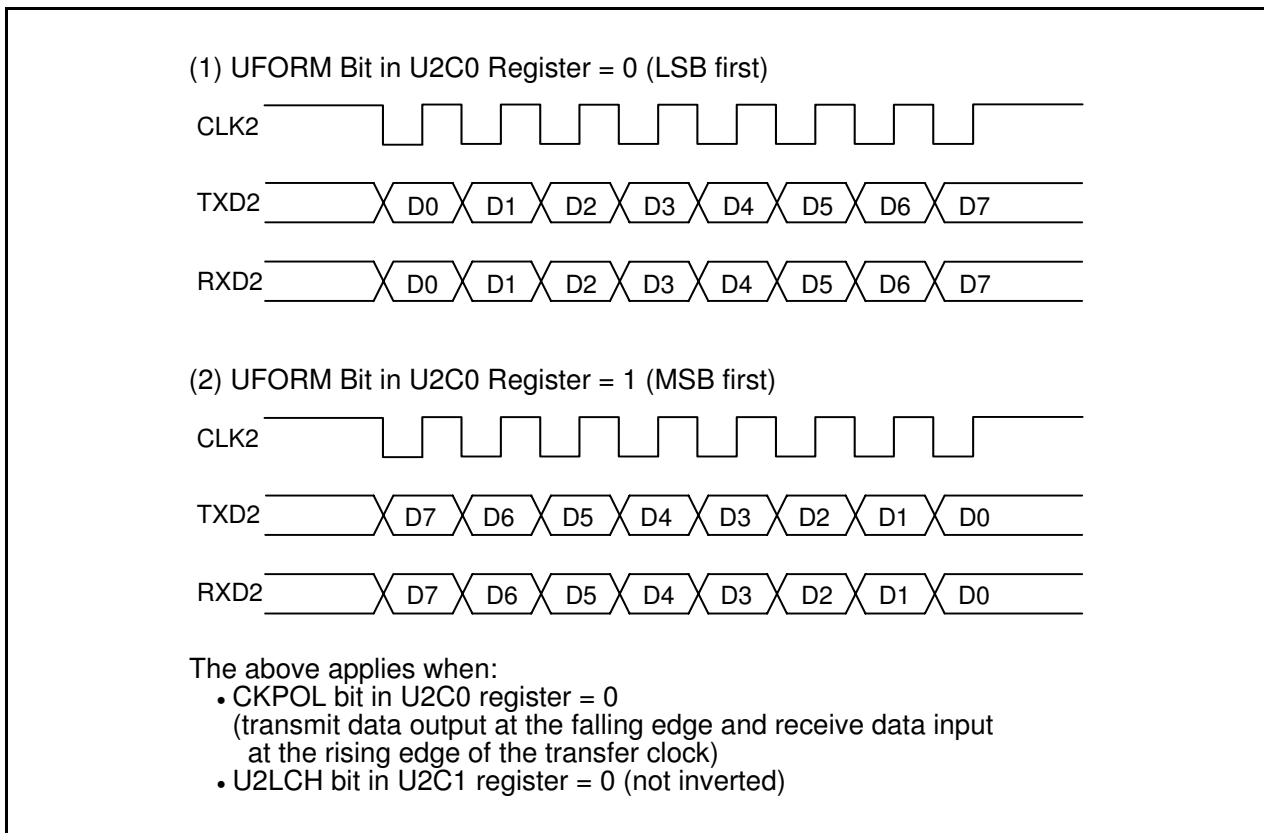 (1) UFORM Bit in U2C0 Register = 0 (LSB first)
CLK2
TXD2 D0 D1 D2 D3 D4 D5 D6 D7
RXD2 D0 D1 D2 D3 D4 D5 D6 D7
(2) UFORM Bit in U2C0 Register = 1 (MSB first)
CLK2
TXD2 D7 D6 D5 D4 D3 D2 D1 D0
RXD2 D7 D6 D5 D4 D3 D2 D1 D0
The above applies when:
• CKPOL bit in U2C0 register = 0
(transmit data output at the falling edge and receive data input
at the rising edge of the transfer clock)
• U2LCH bit in U2C1 register = 0 (not inverted)